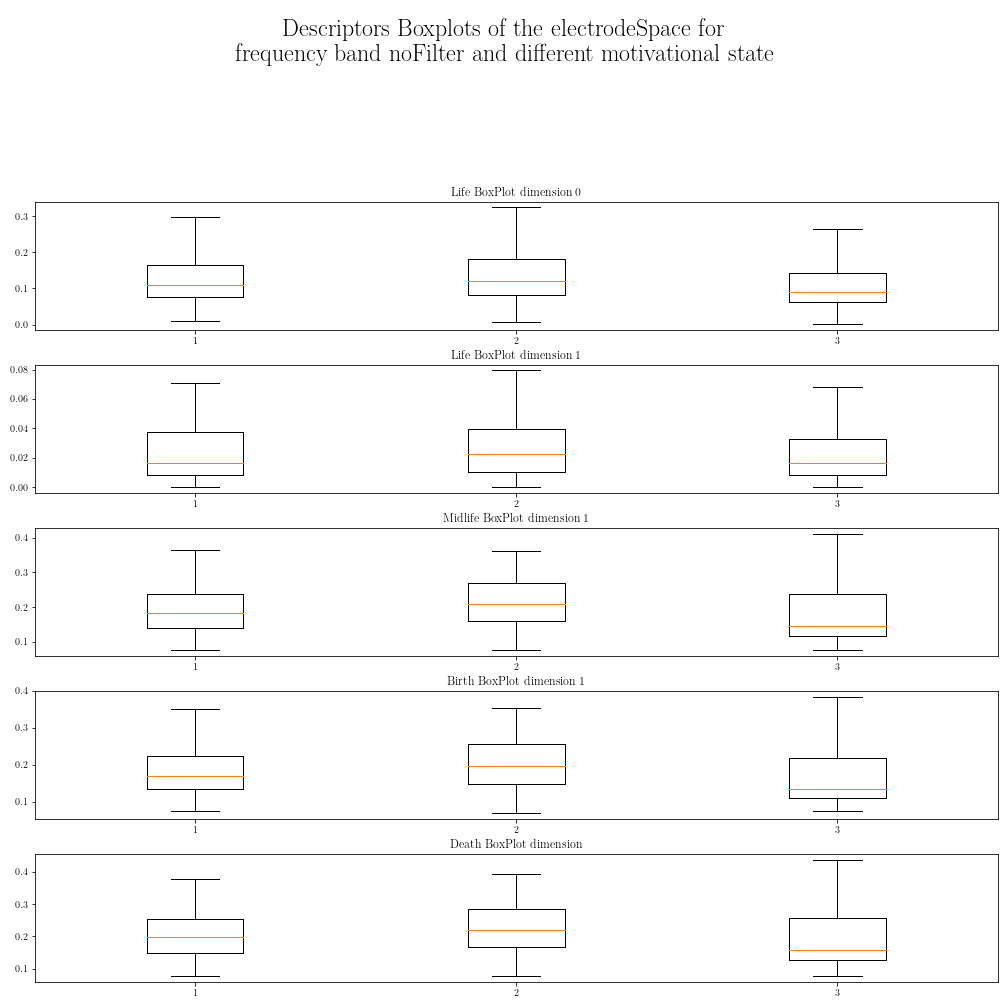 Descriptors Boxplots of the electrodeSpace for
frequency band noFilter and different motivational state
Life BoxPlot dimension 0
0.3
0.2
0.1
0.0
1 2 3
Life BoxPlot dimension 1
0.08
0.06
0.04
0.02
0.00
1 2 3
Midlife BoxPlot dimension 1
0.4
0.3
0.2
0.1
1 2 3
Birth BoxPlot dimension 1
0.4
0.3
0.2
0.1
1 2 3
Death BoxPlot dimension
0.4
0.3
0.2
0.1
1 2 3